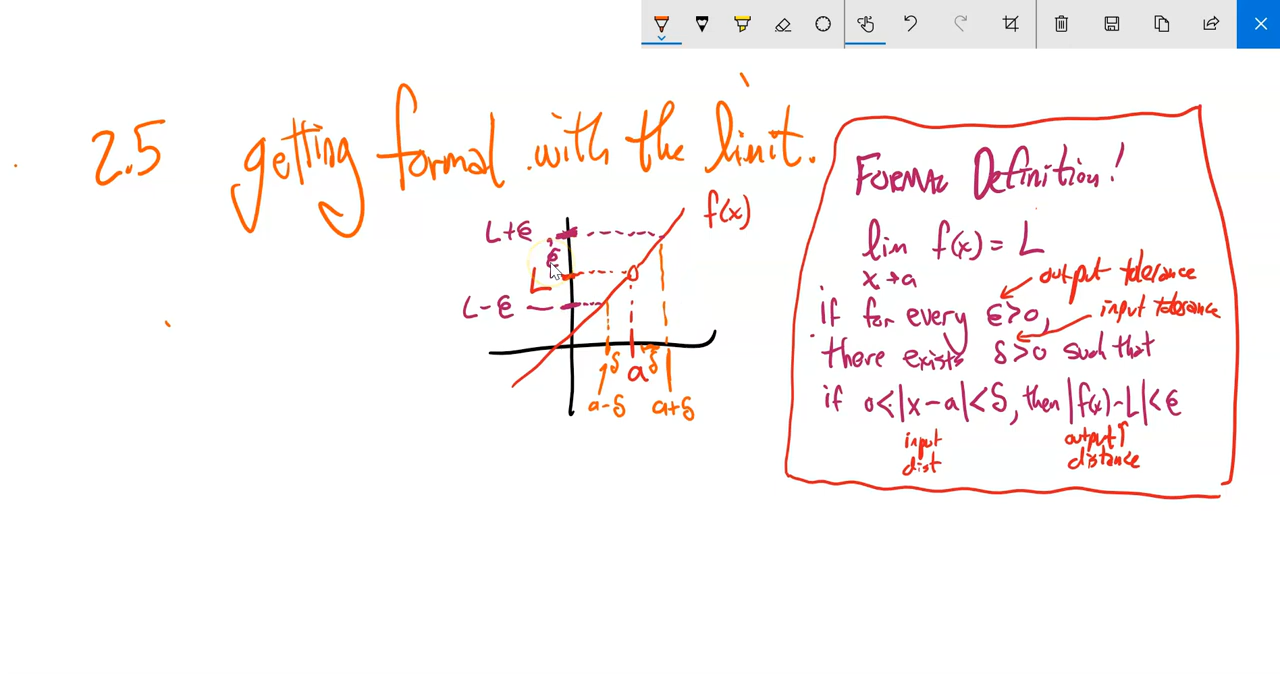 2.5 getting formal with the limit.
f(x)
L+ε
ε
L
L-ε
δ
a
δ
a-δ
a+δ
FORMAL Definition!
lim f(x) = L
x→a
output tolerance
if for every ε>0,
input tolerance
there exists δ>0 such that
if 0<|x-a|<δ, then |f(x)-L|<ε
input
dist
output
distance